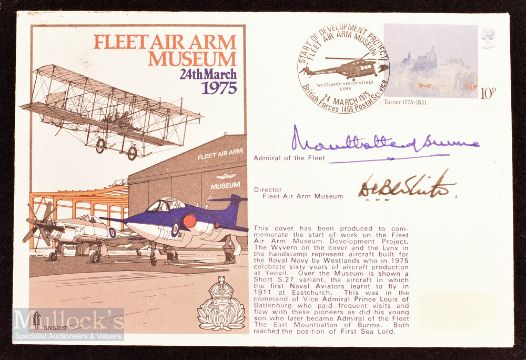 FLEET AIR ARM
MUSEUM
24th March
1975
START OF DEVELOPMENT PROJECT
FLEET AIR ARM MUSEUM
WESTLAND/AEROSPATIALE
LYNX
24 MARCH 1975
British Forces 1456 Postal Service
10P
Turner 1775-1851
FLEET AIR ARM
MUSEUM
Mountbatten of Burma
Admiral of the Fleet
Director
Fleet Air Arm Museum
This cover has been produced to com-
memorate the start of work on the Fleet
Air Arm Museum Development Project.
The Wyvern on the cover and the Lynx in
the handstamp represent aircraft built for
the Royal Navy by Westlands who in 1975
celebrate sixty years of aircraft production
at Yeovil. Over the Museum is shown a
Short S.27 variant, the aircraft in which
the first Naval Aviators learnt to fly in
1911 at Eastchurch. This was in the
command of Vice Admiral Prince Louis of
Battenburg who paid frequent visits and
flew with these pioneers as did his young
son who later became Admiral of the Fleet
The Earl Mountbatten of Burma. Both
reached the position of First Sea Lord.
Mullock's
Specialist Auctioneers & Valuers